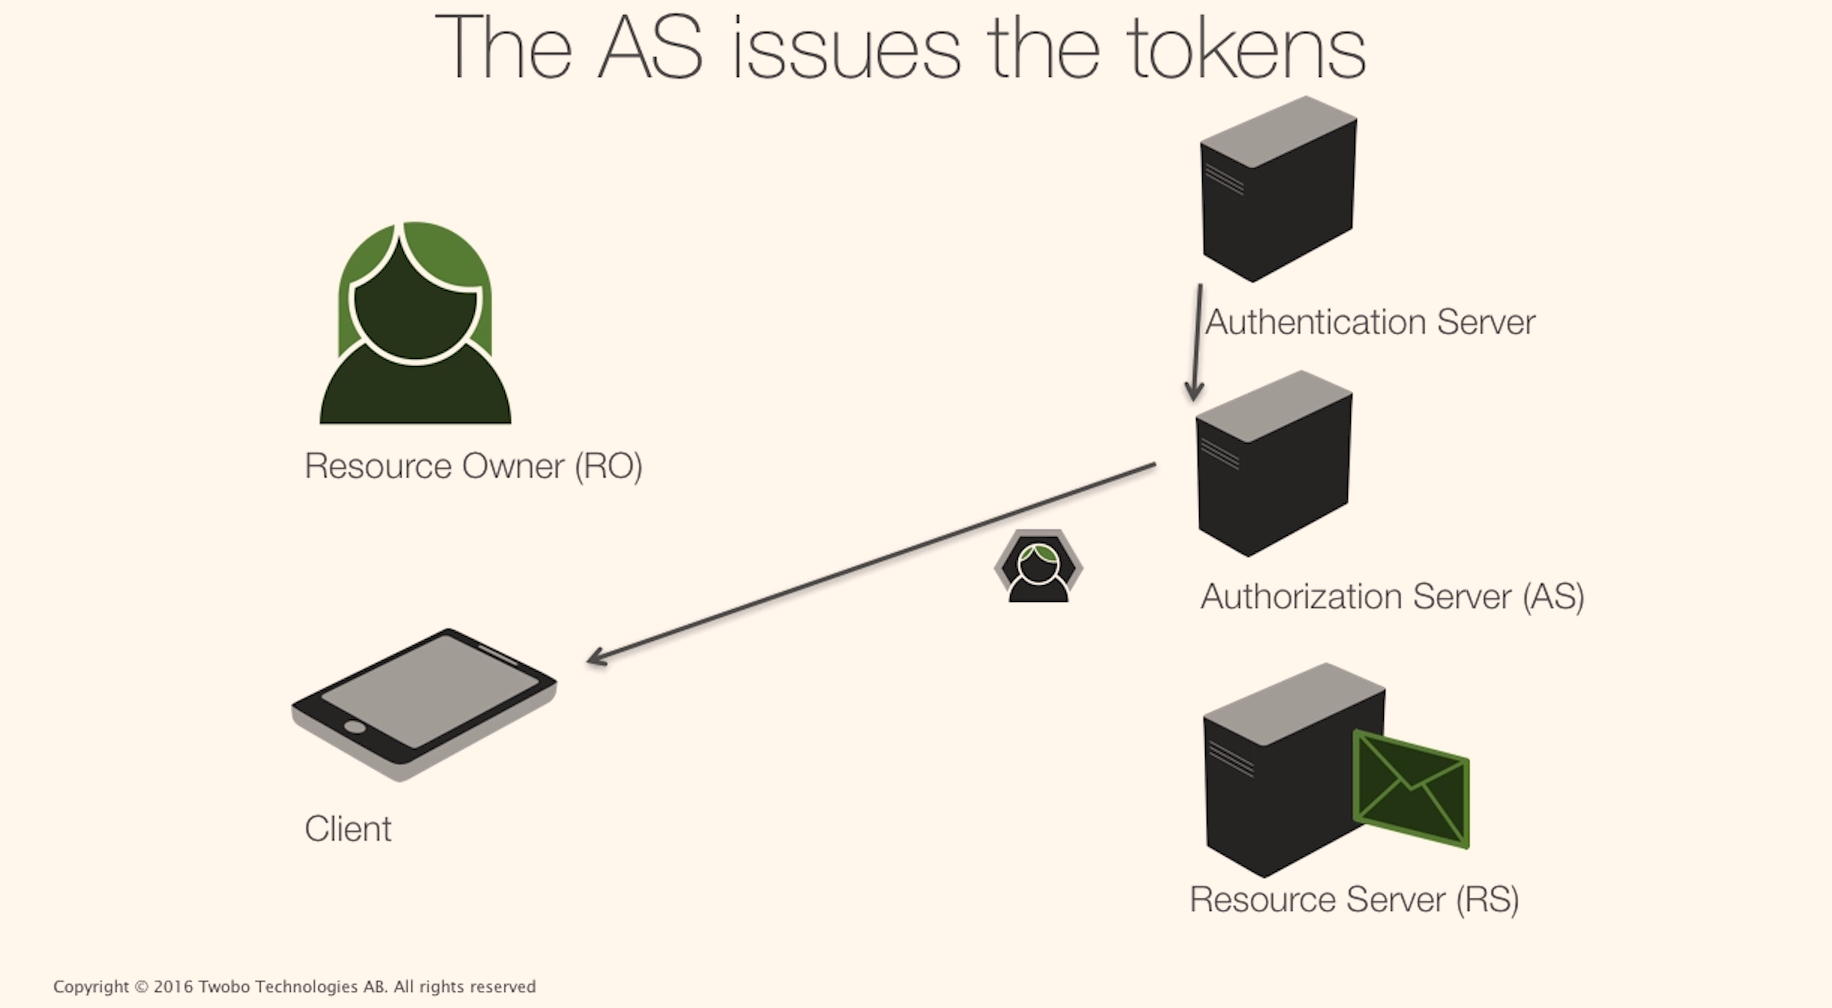 The AS issues the tokens
Authentication Server
Resource Owner (RO)
Authorization Server (AS)
Client
Resource Server (RS)
Copyright © 2016 Twobo Technologies AB. All rights reserved